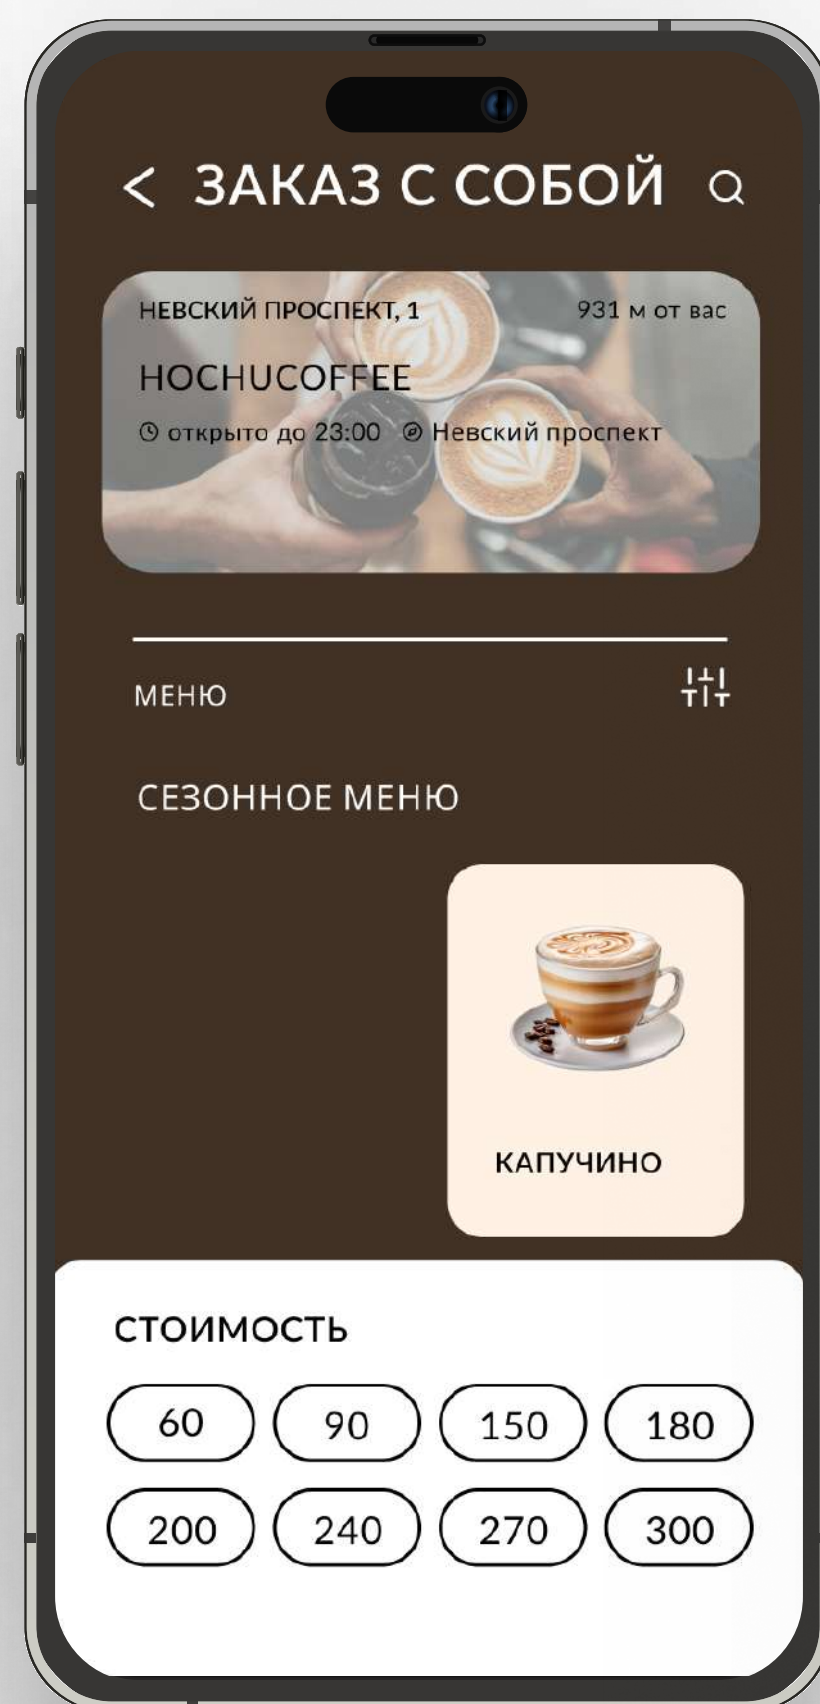 ЗАКАЗ С СОБОЙ
НЕВСКИЙ ПРОСПЕКТ, 1 931 м от вас
HOCHUCOFFEE
открыто до 23:00 Невский проспект
МЕНЮ
СЕЗОННОЕ МЕНЮ
КАПУЧИНО
СТОИМОСТЬ
60 90 150 180
200 240 270 300